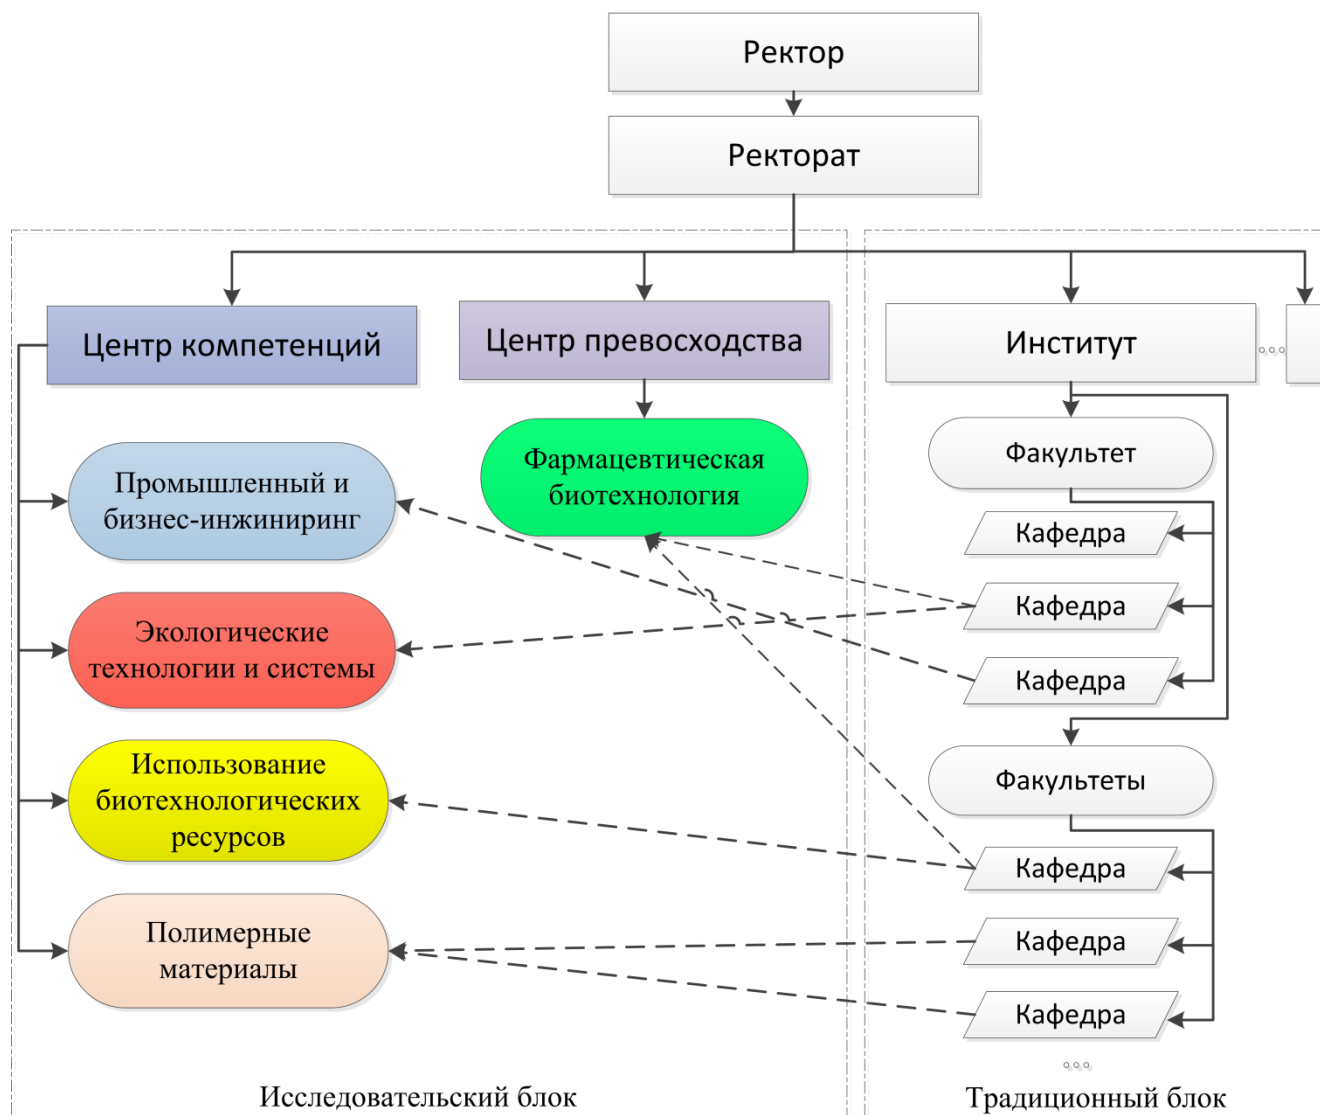 Ректор
Ректорат
Центр компетенций
Центр превосходства
Институт
Промышленный и
бизнес-инжиниринг
Экологические
технологии и системы
Использование
биотехнологических
ресурсов
Полимерные
материалы
Фармацевтическая
биотехнология
Факультет
Кафедра
Кафедра
Кафедра
Факультеты
Кафедра
Кафедра
Кафедра
Исследовательский блок
Традиционный блок